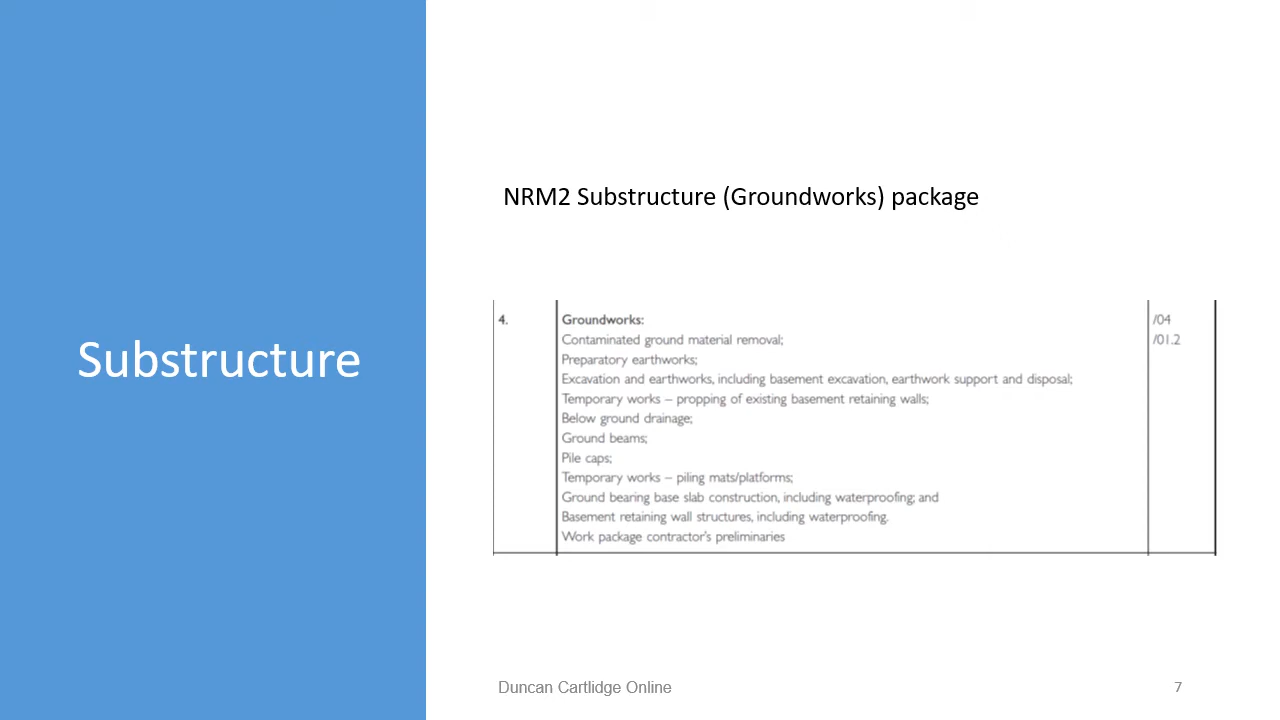 Substructure
NRM2 Substructure (Groundworks) package
4. Groundworks: /04
Contaminated ground material removal; /01.2
Preparatory earthworks;
Excavation and earthworks, including basement excavation, earthwork support and disposal;
Temporary works – propping of existing basement retaining walls;
Below ground drainage;
Ground beams;
Pile caps;
Temporary works – piling mats/platforms;
Ground bearing base slab construction, including waterproofing; and
Basement retaining wall structures, including waterproofing.
Work package contractor's preliminaries
Duncan Cartlidge Online
7